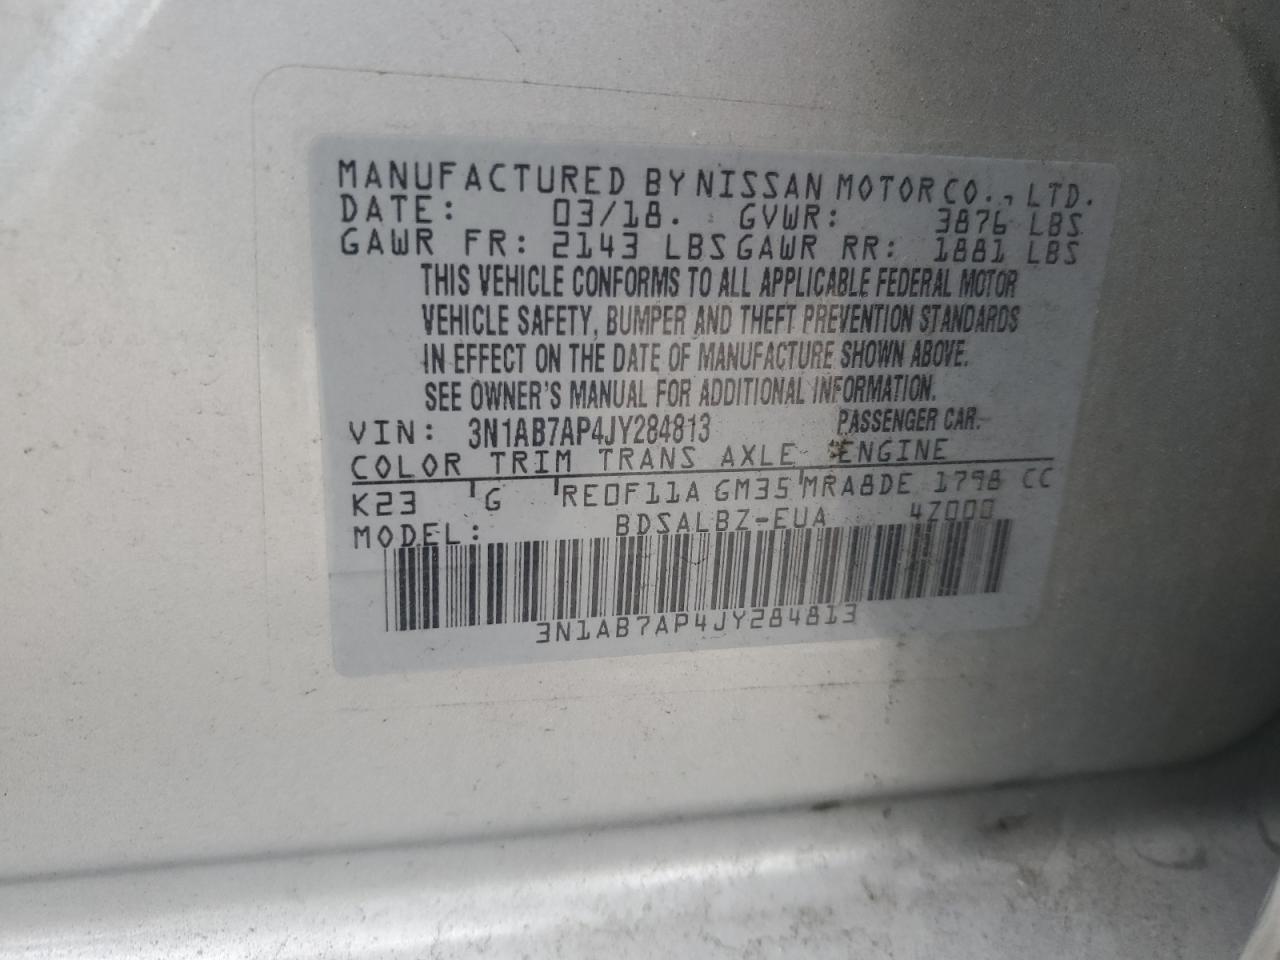 MANUFACTURED BY NISSAN MOTOR CO., LTD.
DATE: 03/18. GVWR: 3876 LBS
GAWR FR: 2143 LBS GAWR RR: 1881 LBS
THIS VEHICLE CONFORMS TO ALL APPLICABLE FEDERAL MOTOR
VEHICLE SAFETY, BUMPER AND THEFT PREVENTION STANDARDS
IN EFFECT ON THE DATE OF MANUFACTURE SHOWN ABOVE.
SEE OWNER'S MANUAL FOR ADDITIONAL INFORMATION.
VIN: 3N1AB7AP4JY284813 PASSENGER CAR.
COLOR TRIM TRANS AXLE ENGINE
K23 G RE0F11A GM35 MRA8DE 1798 CC
MODEL: BDSALBZ-EUA 4Z000
3N1AB7AP4JY284813